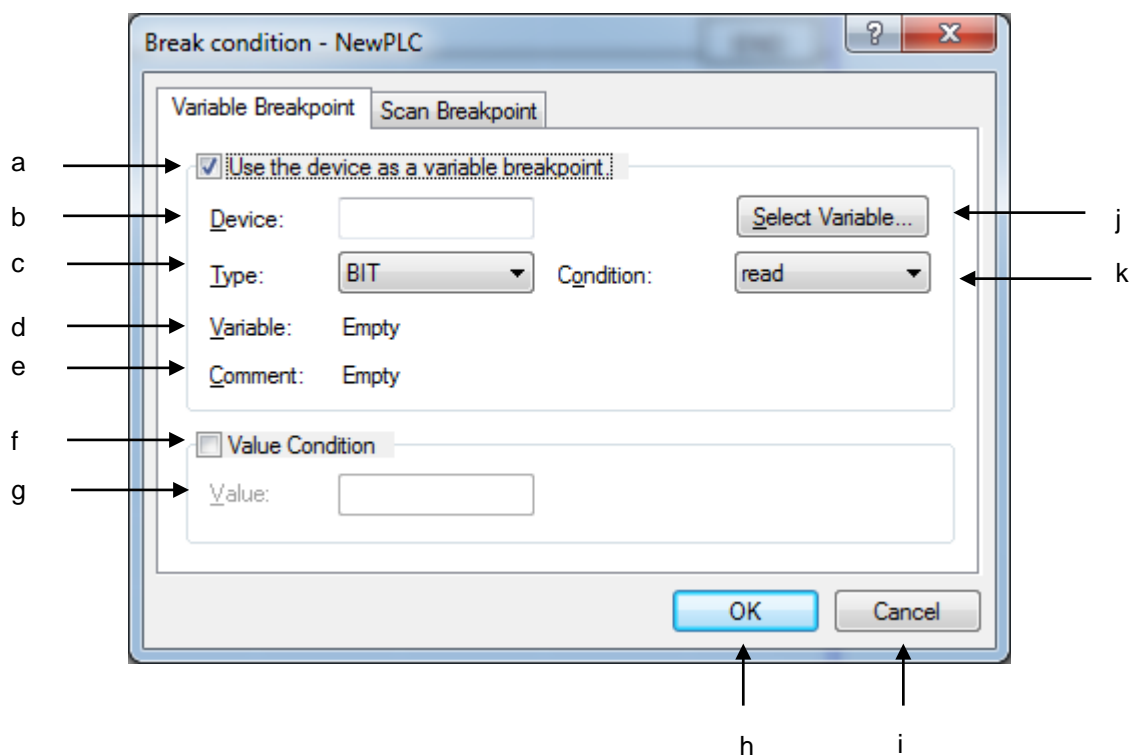 Break condition - NewPLC
?
Variable Breakpoint Scan Breakpoint
a Use the device as a variable breakpoint.
b Device: Select Variable... j
c Type: BIT Condition: read k
d Variable: Empty
e Comment: Empty
f Value Condition
g Value:
OK Cancel
h i